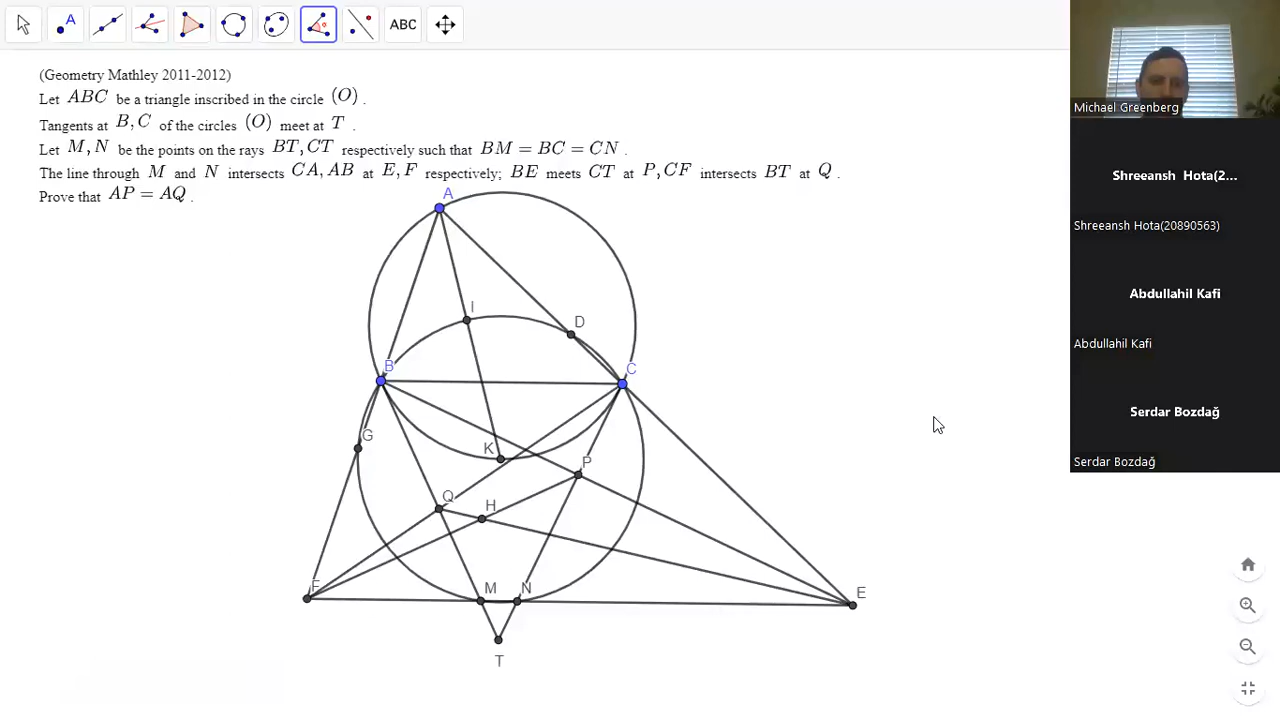 ABC
(Geometry Mathley 2011-2012)
Let ABC be a triangle inscribed in the circle (O) .
Tangents at B, C of the circles (O) meet at T .
Let M, N be the points on the rays BT, CT respectively such that BM = BC = CN .
The line through M and N intersects CA, AB at E, F respectively; BE meets CT at P, CF intersects BT at Q .
Prove that AP = AQ .
A
I
D
B
C
G
K
P
Q
H
F
M
N
E
T
Michael Greenberg
Shreeansh Hota(2...
Shreeansh Hota(20890563)
Abdullahil Kafi
Abdullahil Kafi
Serdar Bozdağ
Serdar Bozdağ